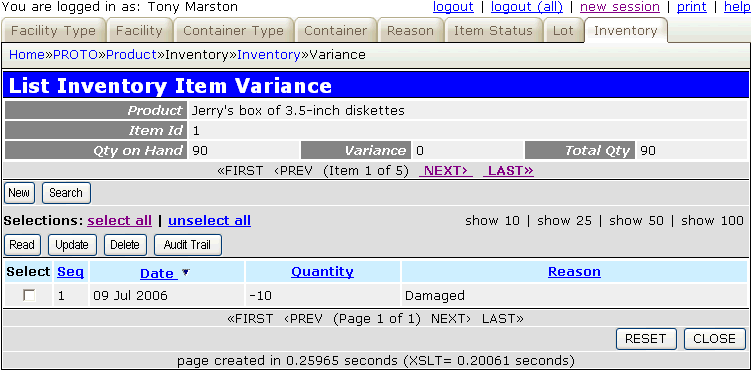 You are logged in as: Tony Marston logout | logout (all) | new session | print | help
Facility Type Facility Container Type Container Reason Item Status Lot Inventory
Home»PROTO»Product»Inventory»Inventory»Variance
List Inventory Item Variance
Product Jerry's box of 3.5-inch diskettes
Item Id 1
Qty on Hand 90 Variance 0 Total Qty 90
«FIRST ‹PREV (Item 1 of 5) NEXT› LAST»
New Search
Selections: select all | unselect all show 10 | show 25 | show 50 | show 100
Read Update Delete Audit Trail
Select Seq Date Quantity Reason
1 09 Jul 2006 -10 Damaged
«FIRST ‹PREV (Page 1 of 1) NEXT› LAST»
RESET CLOSE
page created in 0.25965 seconds (XSLT= 0.20061 seconds)